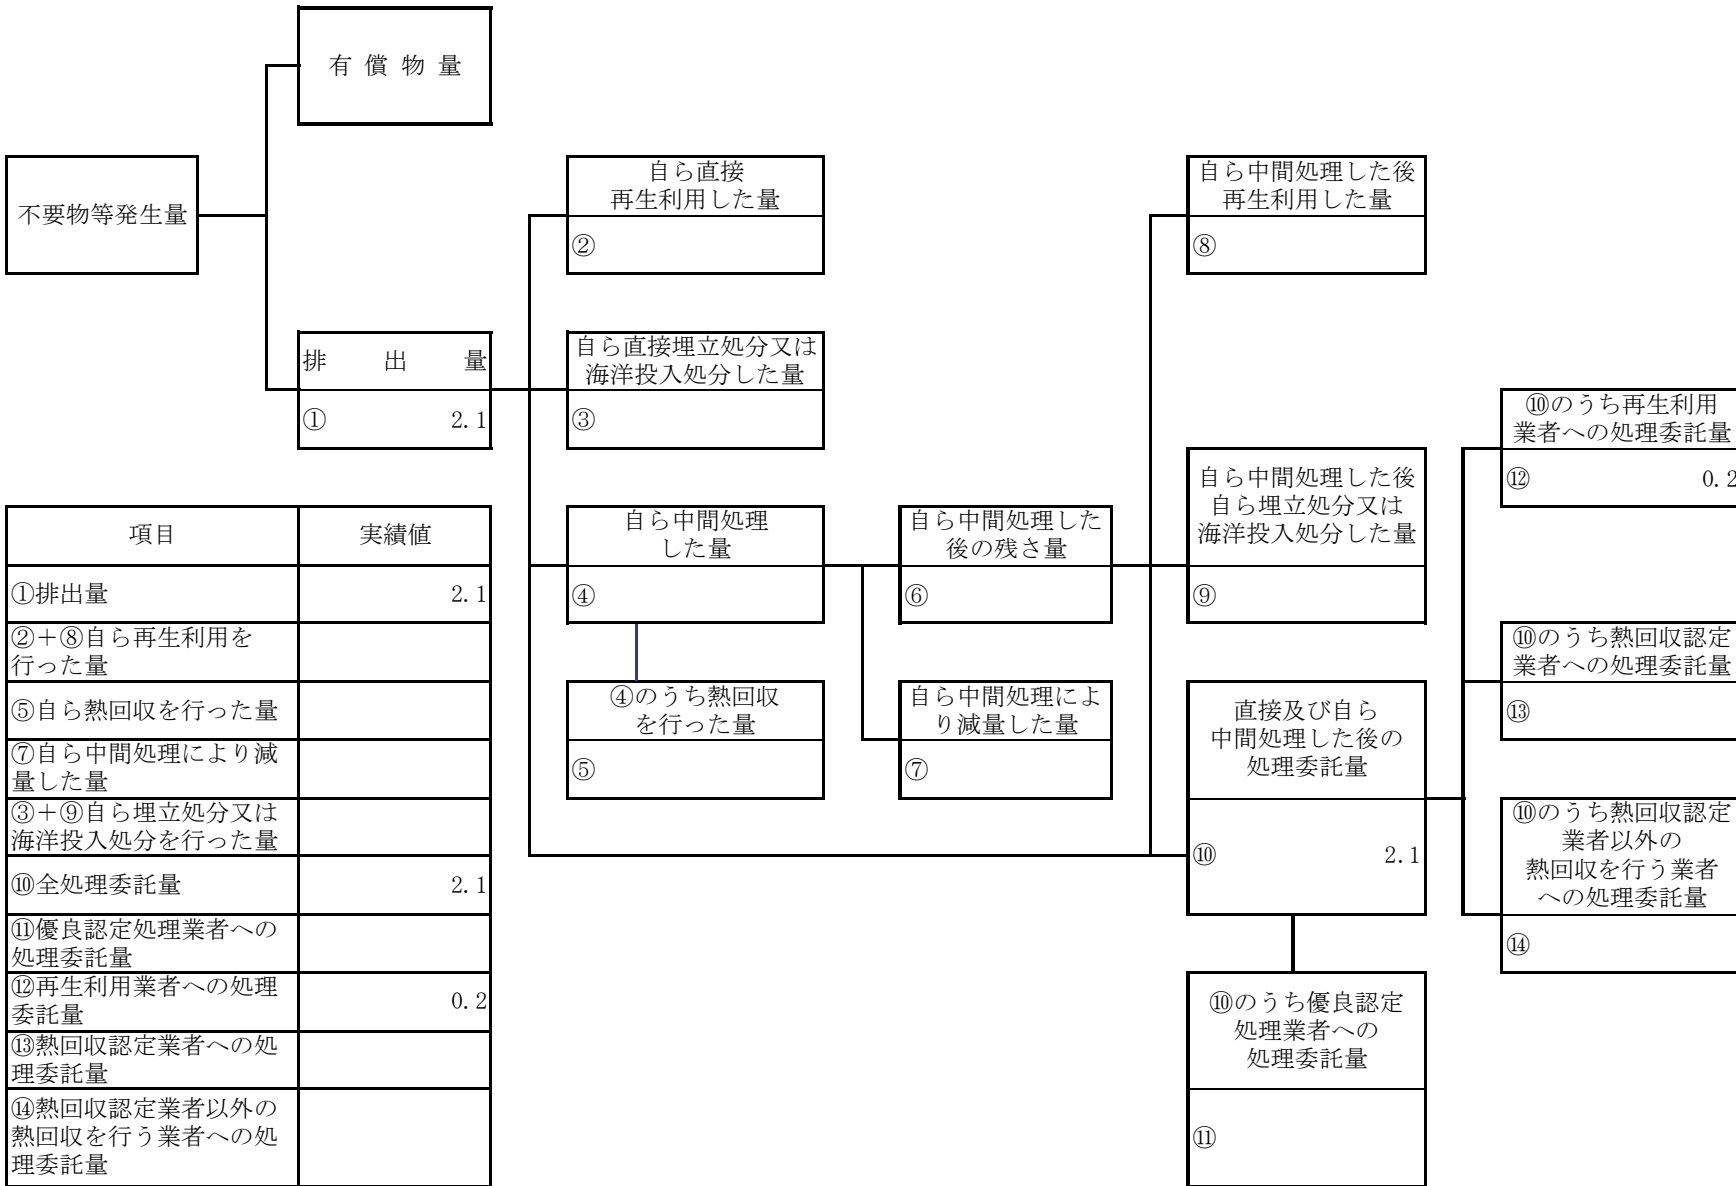 有 償 物 量
不要物等発生量
自ら直接
再生利用した量
②
自ら中間処理した後
再生利用した量
⑧
排 出 量
① 2.1
自ら直接埋立処分又は
海洋投入処分した量
③
⑩のうち再生利用
業者への処理委託量
⑫ 0.2
自ら中間処理した後
自ら埋立処分又は
海洋投入処分した量
⑨
自ら中間処理
した量
④
自ら中間処理した
後の残さ量
⑥
⑩のうち熱回収認定
業者への処理委託量
⑬
④のうち熱回収
を行った量
⑤
自ら中間処理によ
り減量した量
⑦
直接及び自ら
中間処理した後の
処理委託量
⑩ 2.1
⑩のうち熱回収認定
業者以外の
熱回収を行う業者
への処理委託量
⑭
⑩のうち優良認定
処理業者への
処理委託量
⑪
項目 実績値
①排出量 2.1
②+⑧自ら再生利用を
行った量
⑤自ら熱回収を行った量
⑦自ら中間処理により減
量した量
③+⑨自ら埋立処分又は
海洋投入処分を行った量
⑩全処理委託量 2.1
⑪優良認定処理業者への
処理委託量
⑫再生利用業者への処理
委託量 0.2
⑬熱回収認定業者への処
理委託量
⑭熱回収認定業者以外の
熱回収を行う業者への処
理委託量